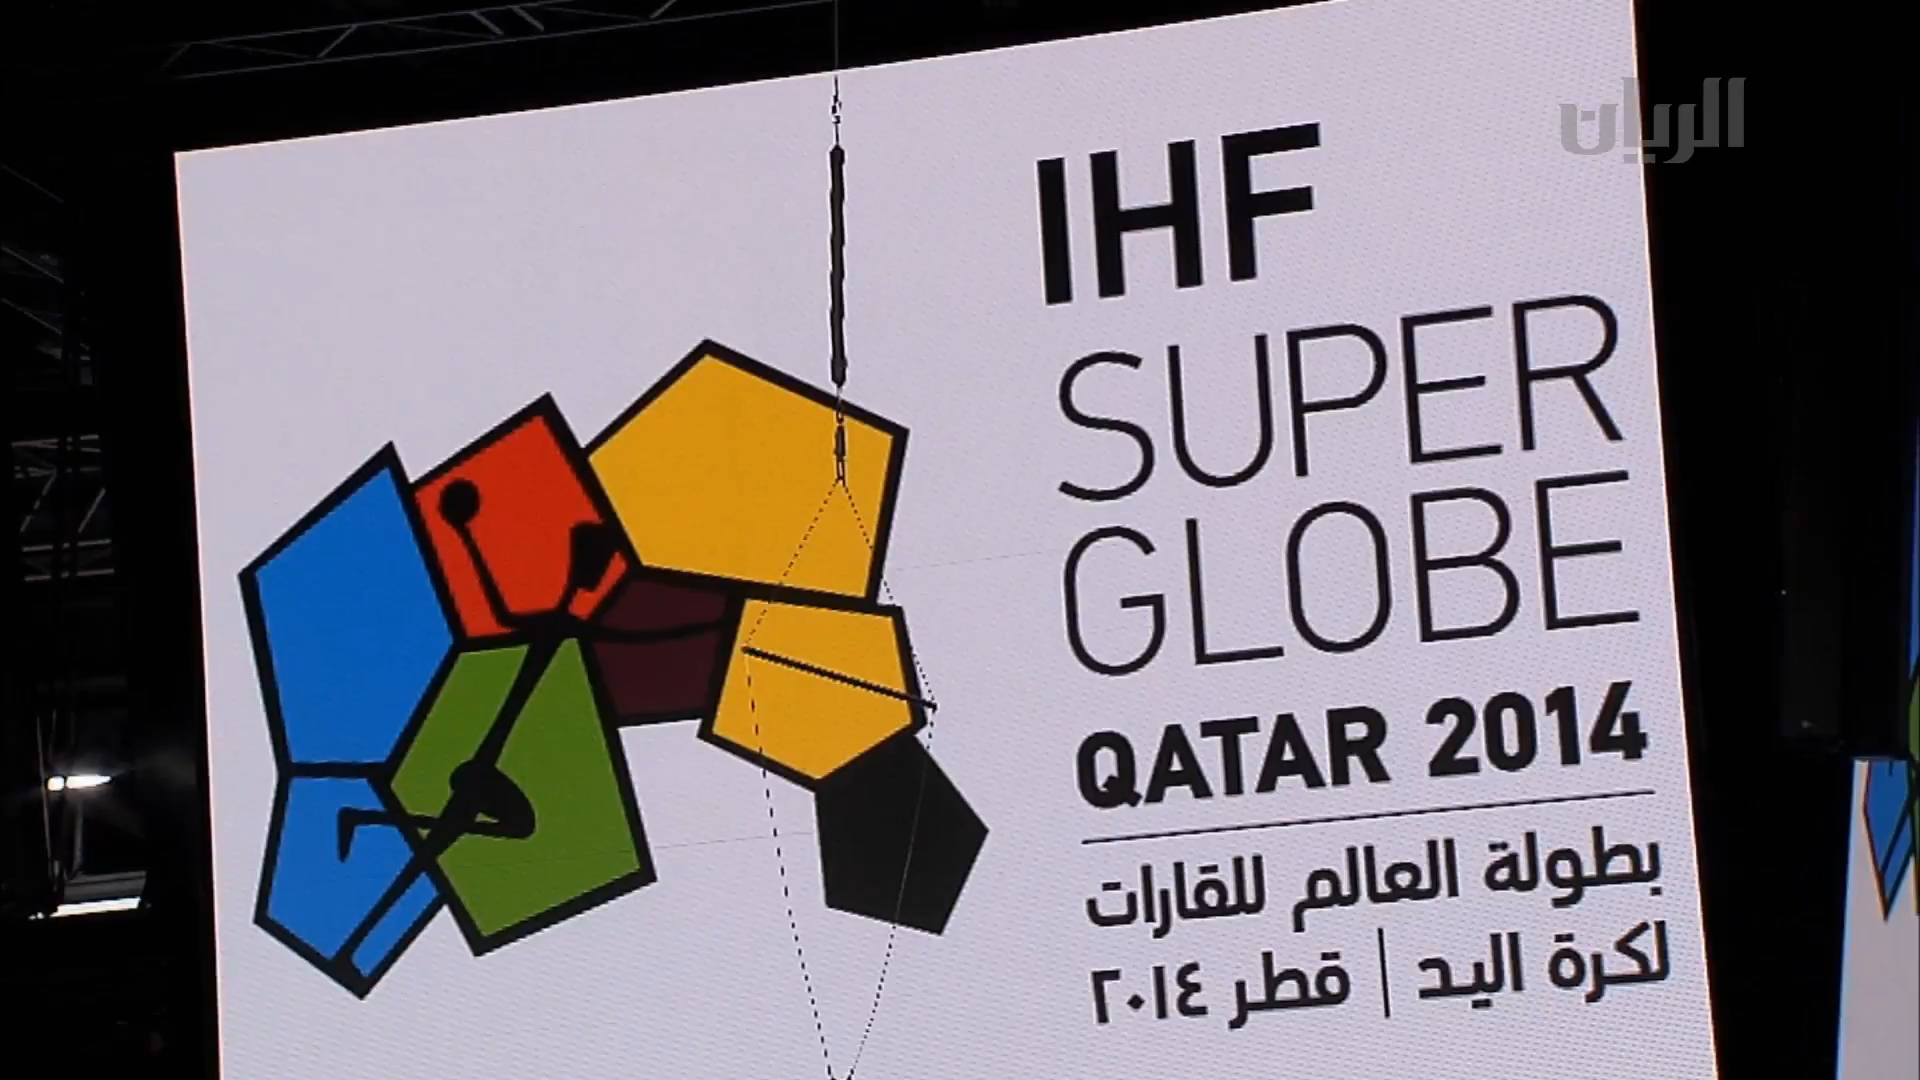 الريان
IHF
SUPER
GLOBE
QATAR 2014
بطولة العالم للقارات
لكرة اليد | قطر ٢٠١٤